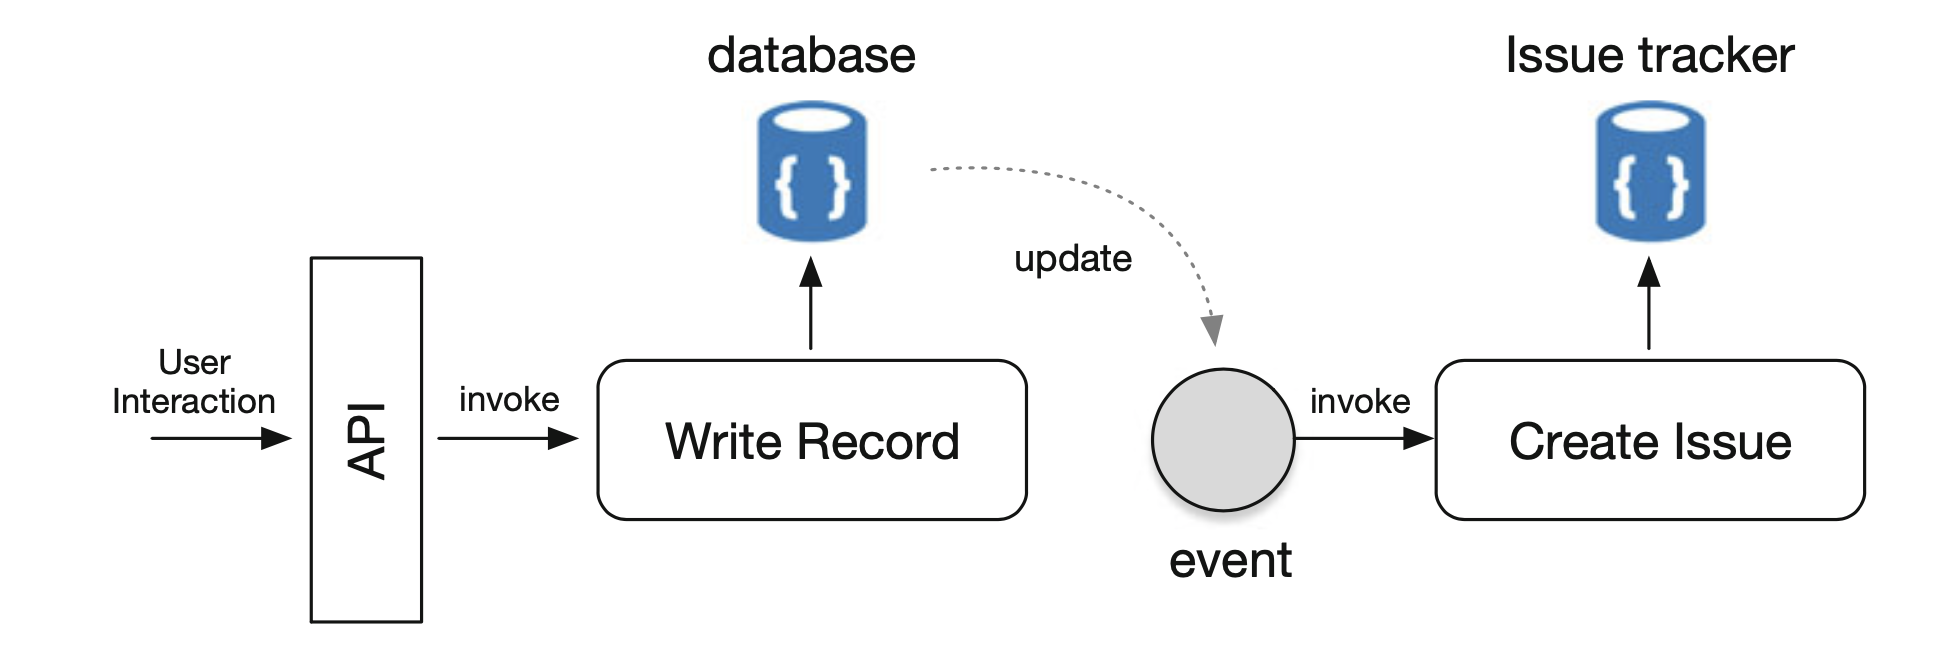 database
Issue tracker
{ }
{ }
update
User
Interaction
API
invoke
Write Record
invoke
Create Issue
event